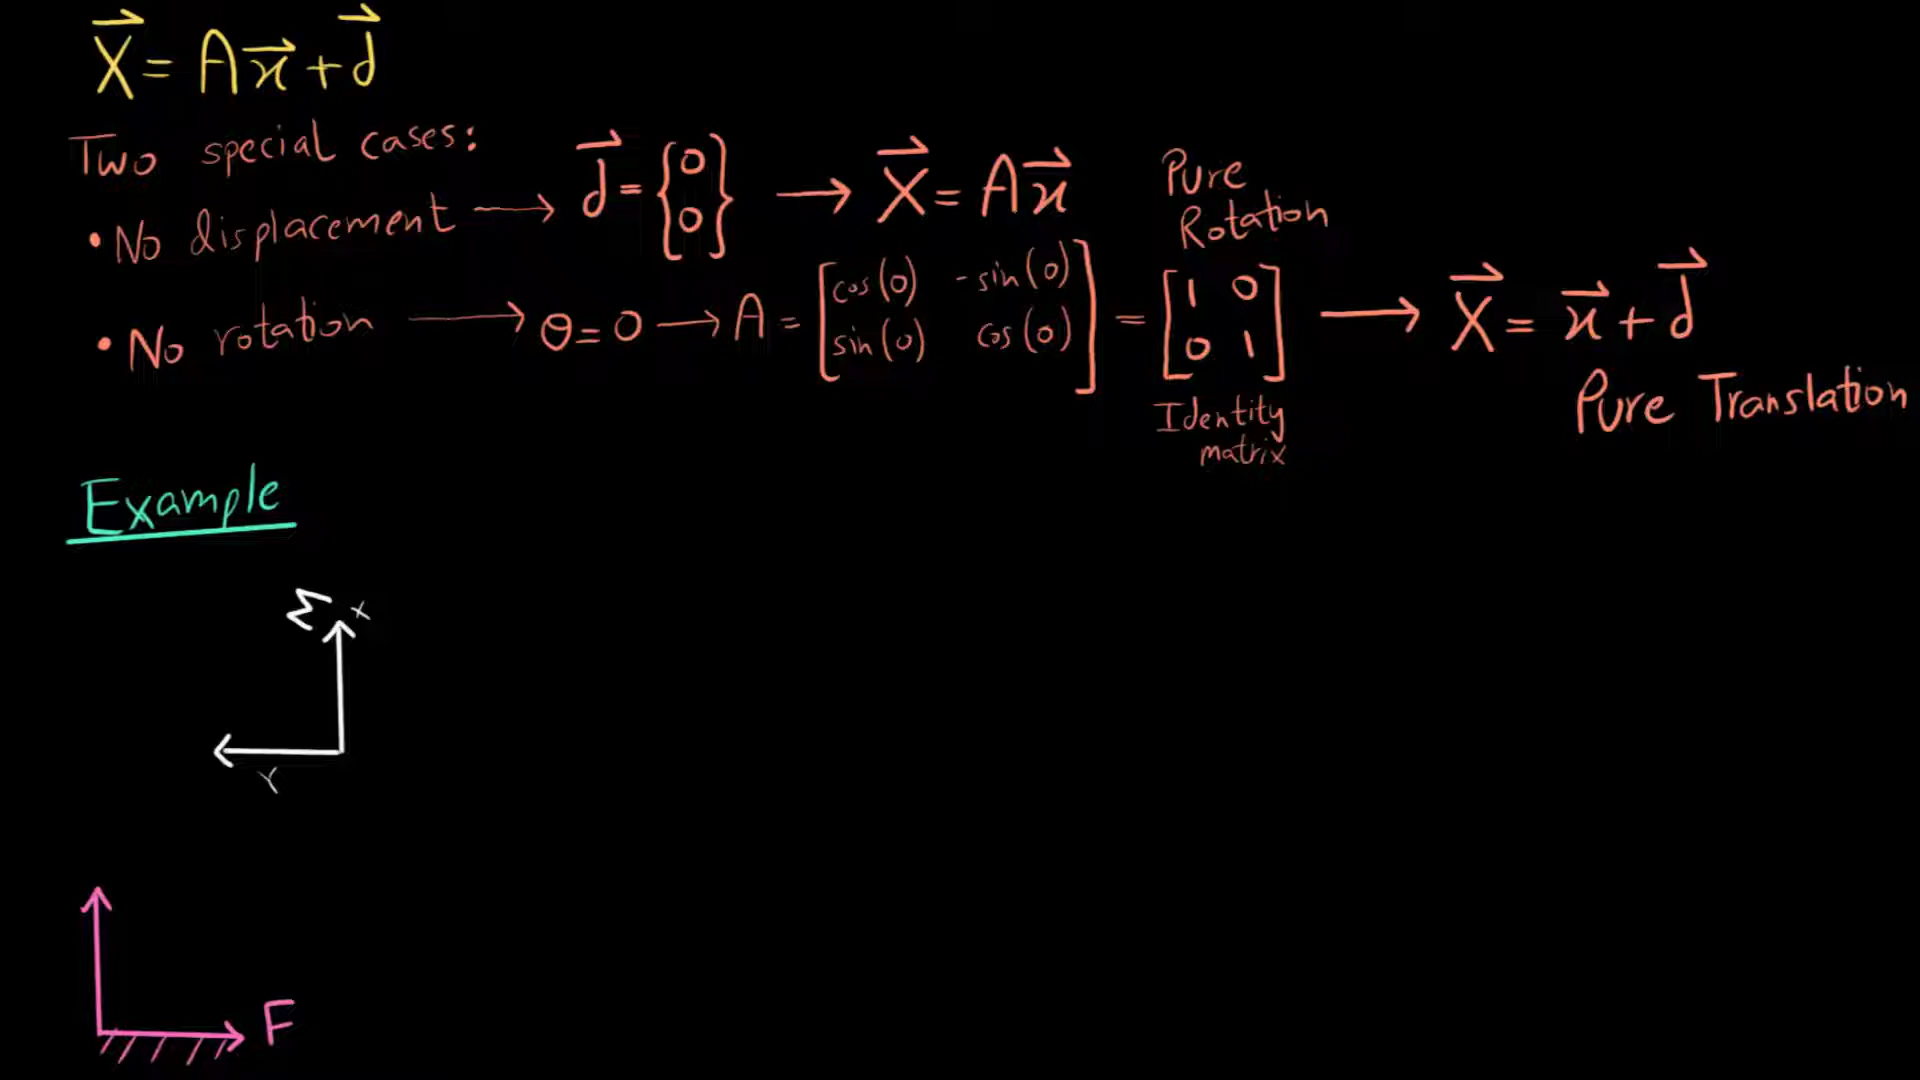 X⃗ = Ax⃗ + d⃗
Two special cases:
• No displacement → d⃗ = {0 0} → X⃗ = Ax⃗ Pure Rotation
• No rotation → θ = 0 → A = [cos(0) -sin(0) sin(0) cos(0)] = [1 0 0 1] → X⃗ = x⃗ + d⃗
Identity matrix
Pure Translation
Example
M x
Y
F